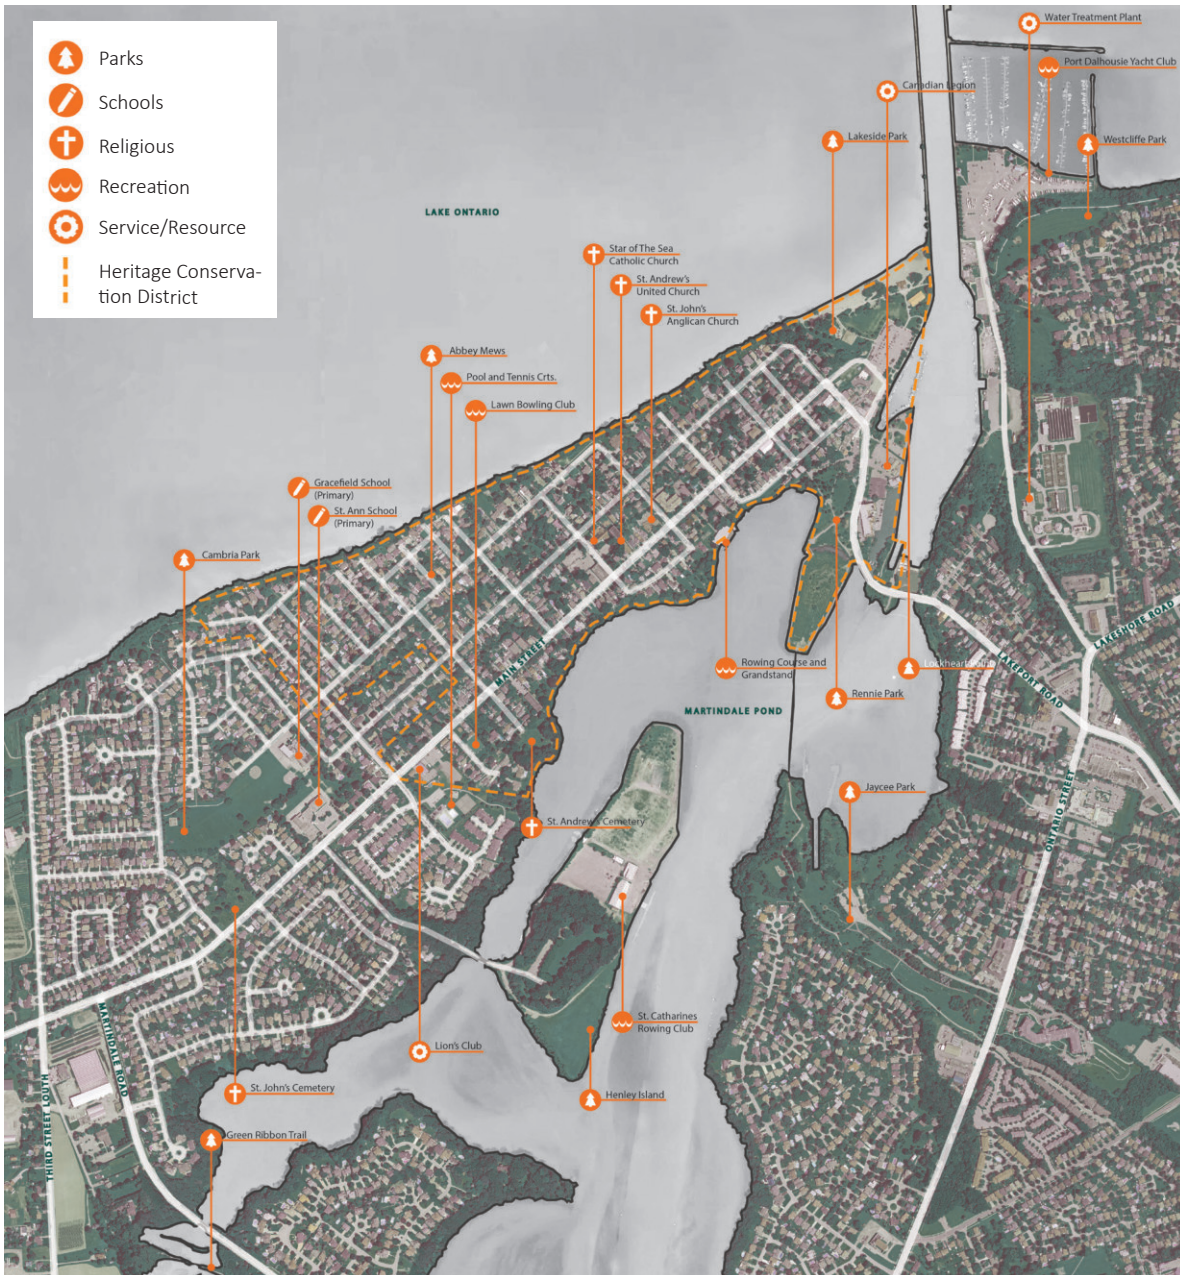 Parks
Schools
Religious
Recreation
Service/Resource
Heritage Conserva-
tion District
Water Treatment Plant
Port Dalhousie Yacht Club
Canadian Legion
Lakeside Park
Westcliffe Park
LAKE ONTARIO
Star of The Sea
Catholic Church
St. Andrew's
United Church
St. John's
Anglican Church
Abbey Mews
Pool and Tennis Crts.
Lawn Bowling Club
Gracefield School
(Primary)
St. Ann School
(Primary)
Cambria Park
MAIN STREET
LAKESHORE ROAD
LAKEPORT ROAD
Rowing Course and
Grandstand
Lockheart Point
Rennie Park
MARTINDALE POND
Jaycee Park
ONTARIO STREET
St. Andrew's Cemetery
St. Catharines
Rowing Club
Lion's Club
St. John's Cemetery
Henley Island
Green Ribbon Trail
MARTINDALE ROAD
THIRD STREET LOUTH